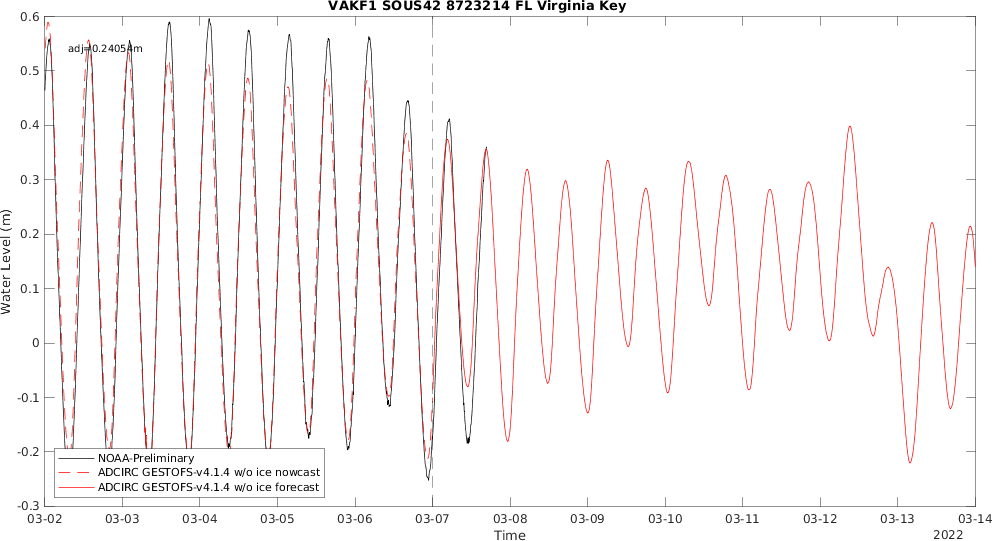 VAKF1 SOUS42 8723214 FL Virginia Key
adj=0.24054m
Water Level (m)
0.6
0.5
0.4
0.3
0.2
0.1
0
-0.1
-0.2
-0.3
NOAA-Preliminary
ADCIRC GESTOFS-v4.1.4 w/o ice nowcast
ADCIRC GESTOFS-v4.1.4 w/o ice forecast
03-02 03-03 03-04 03-05 03-06 03-07 03-08 03-09 03-10 03-11 03-12 03-13 03-14
Time
2022